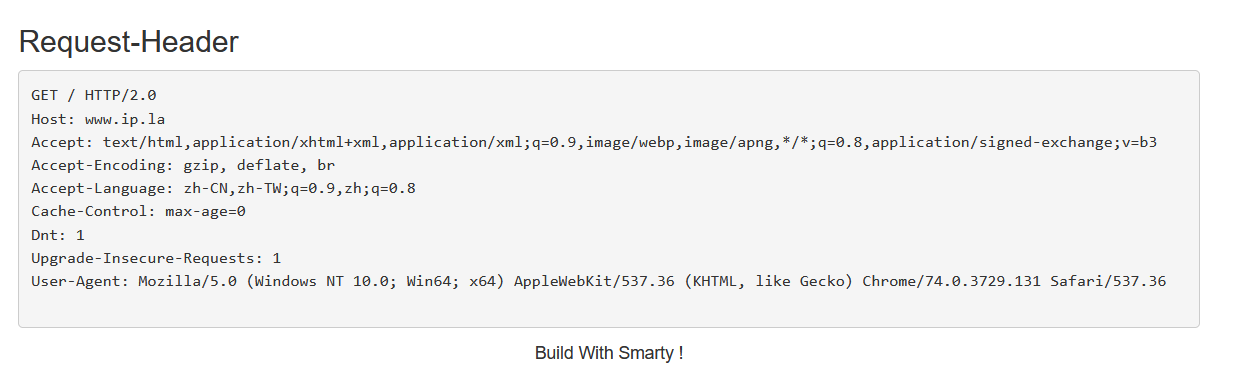 Request-Header
GET / HTTP/2.0
Host: www.ip.la
Accept: text/html,application/xhtml+xml,application/xml;q=0.9,image/webp,image/apng,*/*;q=0.8,application/signed-exchange;v=b3
Accept-Encoding: gzip, deflate, br
Accept-Language: zh-CN,zh-TW;q=0.9,zh;q=0.8
Cache-Control: max-age=0
Dnt: 1
Upgrade-Insecure-Requests: 1
User-Agent: Mozilla/5.0 (Windows NT 10.0; Win64; x64) AppleWebKit/537.36 (KHTML, like Gecko) Chrome/74.0.3729.131 Safari/537.36
Build With Smarty !